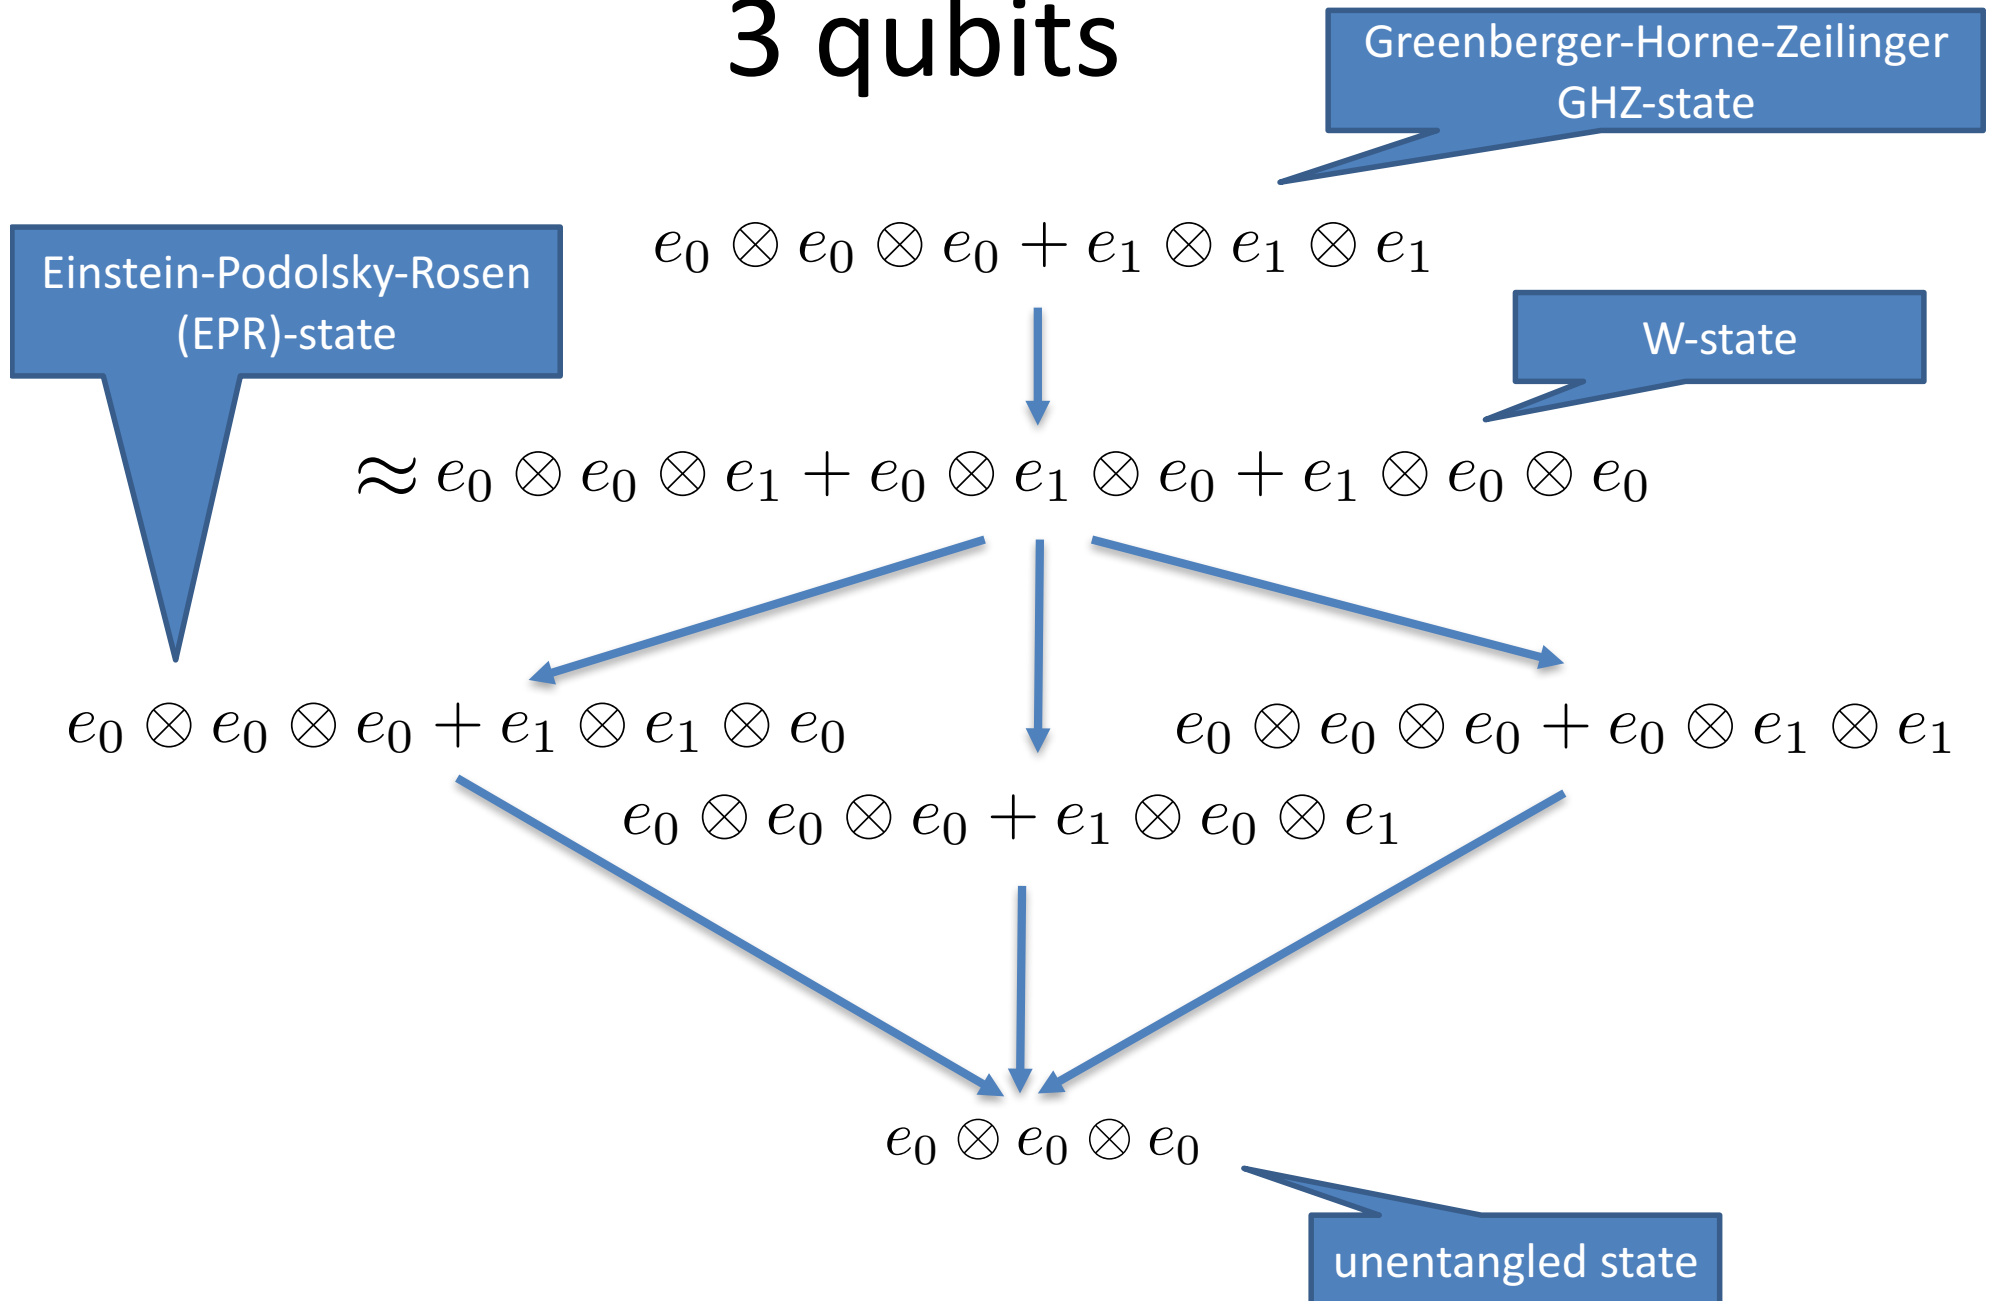 3 qubits
Greenberger-Horne-Zeilinger
GHZ-state
e₀ ⊗ e₀ ⊗ e₀ + e₁ ⊗ e₁ ⊗ e₁
Einstein-Podolsky-Rosen
(EPR)-state
W-state
≈ e₀ ⊗ e₀ ⊗ e₁ + e₀ ⊗ e₁ ⊗ e₀ + e₁ ⊗ e₀ ⊗ e₀
e₀ ⊗ e₀ ⊗ e₀ + e₁ ⊗ e₁ ⊗ e₀
e₀ ⊗ e₀ ⊗ e₀ + e₀ ⊗ e₁ ⊗ e₁
e₀ ⊗ e₀ ⊗ e₀ + e₁ ⊗ e₀ ⊗ e₁
e₀ ⊗ e₀ ⊗ e₀
unentangled state